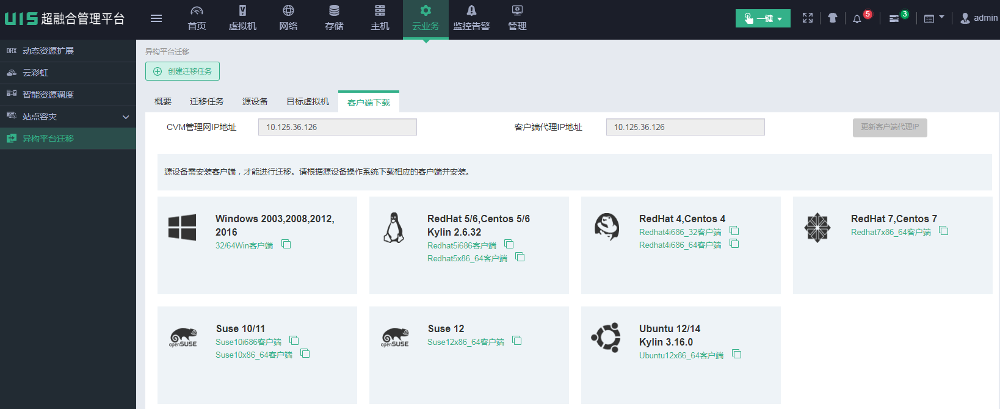 UIS 超融合管理平台
首页
虚拟机
网络
存储
主机
云业务
监控告警
管理
一键
5
3
admin
DRX 动态资源扩展
云彩虹
智能资源调度
站点容灾
异构平台迁移
异构平台迁移
创建迁移任务
概要
迁移任务
源设备
目标虚拟机
客户端下载
CVM管理网IP地址
10.125.36.126
客户端代理IP地址
10.125.36.126
更新客户端代理IP
源设备需安装客户端，才能进行迁移。请根据源设备操作系统下载相应的客户端并安装。
Windows 2003,2008,2012,
2016
32/64Win客户端
RedHat 5/6,Centos 5/6
Kylin 2.6.32
Redhat5i686客户端
Redhat5x86_64客户端
RedHat 4,Centos 4
Redhat4i686_32客户端
Redhat4i686_64客户端
RedHat 7,Centos 7
Redhat7x86_64客户端
openSUSE
Suse 10/11
Suse10i686客户端
Suse10x86_64客户端
openSUSE
Suse 12
Suse12x86_64客户端
Ubuntu 12/14
Kylin 3.16.0
Ubuntu12x86_64客户端